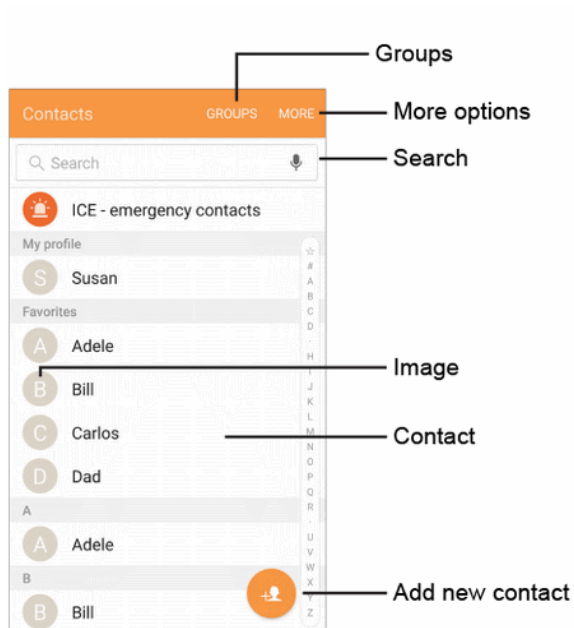 Groups
Contacts GROUPS MORE
More options
Search
Search
ICE - emergency contacts
My profile
S Susan
Favorites
A Adele
B Bill
Image
C Carlos
Contact
D Dad
A
A Adele
B
B Bill
Add new contact
☆
#
A
B
C
D
·
H
I
J
K
L
M
N
O
P
Q
R
·
U
V
W
X
Y
Z